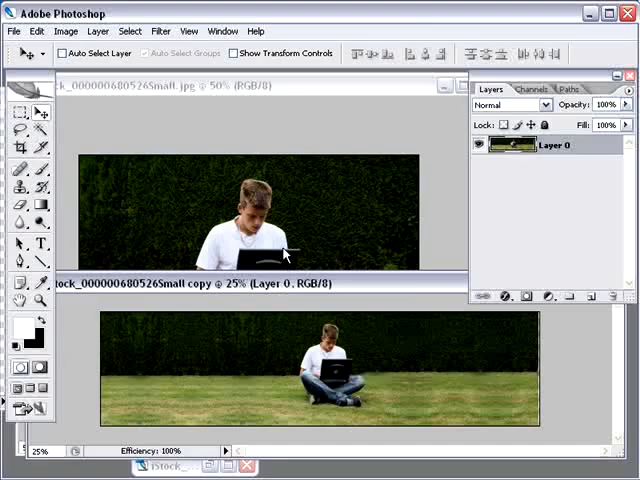 Adobe Photoshop
File Edit Image Layer Select Filter View Window Help
Auto Select Layer Auto Select Groups Show Transform Controls
ck_000000680526Small.jpg @ 50% (RGB/8)
Layers Channels Paths
Normal Opacity: 100%
Lock: Fill: 100%
Layer 0
T
stock_000000680526Small copy @ 25% (Layer 0, RGB/8)
25% Efficiency: 100%
iStock_...